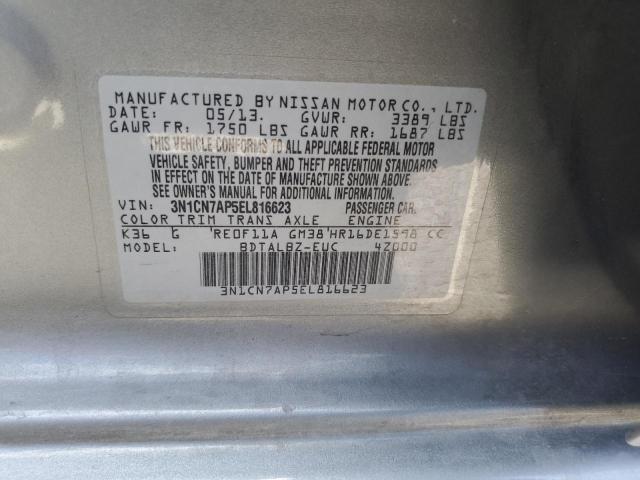 MANUFACTURED BY NISSAN MOTOR CO., LTD.
DATE: 05/13. GVWR: 3389 LBS
GAWR FR: 1750 LBS GAWR RR: 1687 LBS
THIS VEHICLE CONFORMS TO ALL APPLICABLE FEDERAL MOTOR
VEHICLE SAFETY, BUMPER AND THEFT PREVENTION STANDARDS
IN EFFECT ON THE DATE OF MANUFACTURE SHOWN ABOVE.
SEE OWNER'S MANUAL FOR ADDITIONAL INFORMATION.
VIN: 3N1CN7AP5EL816623 PASSENGER CAR.
COLOR TRIM TRANS AXLE ENGINE
K36 G RE0F11A GM38 HR16DE1598 CC
MODEL: BDTALBZ-EUC 4Z000
3N1CN7AP5EL816623